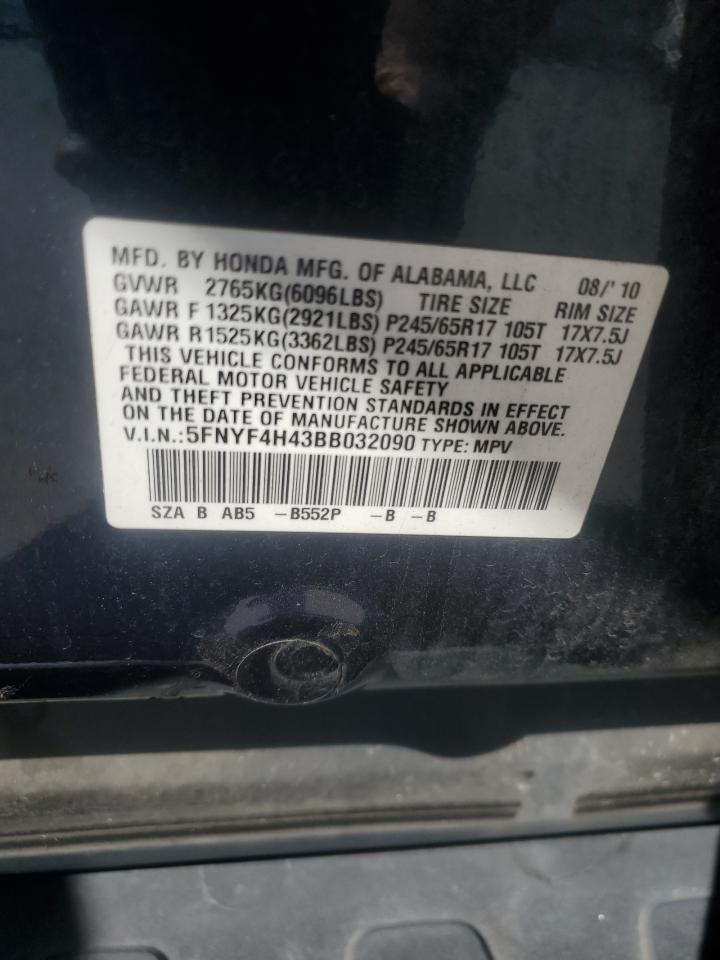 MFD. BY HONDA MFG. OF ALABAMA, LLC 08/'10
GVWR 2765KG(6096LBS) TIRE SIZE RIM SIZE
GAWR F 1325KG(2921LBS) P245/65R17 105T 17X7.5J
GAWR R1525KG(3362LBS) P245/65R17 105T 17X7.5J
THIS VEHICLE CONFORMS TO ALL APPLICABLE
FEDERAL MOTOR VEHICLE SAFETY
AND THEFT PREVENTION STANDARDS IN EFFECT
ON THE DATE OF MANUFACTURE SHOWN ABOVE.
V.I.N.:5FNYF4H43BB032090 TYPE: MPV
SZA B AB5 -B552P -B -B